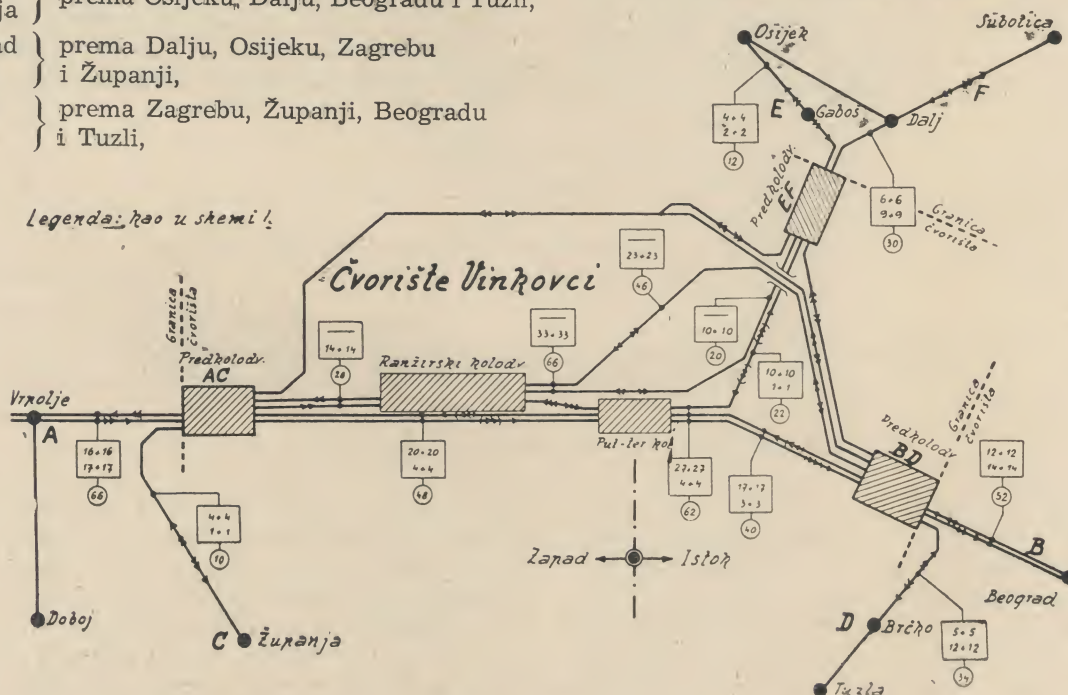 ja } prema Osijeku, Dalju, Beogradu i Tuzli,
ad } prema Dalju, Osijeku, Zagrebu
i Županji,
} prema Zagrebu, Županji, Beogradu
i Tuzli,
Legenda: kao u shemi!
Čvorište Vinkovci
Osijek
Subotica
E
Gaboš
F
Dalj
4+4
2+2
12
Predkolodv.
EF
6+6
9+9
30
Granica
čvorišta
23+23
46
Granica
čvorišta
Predkolodv.
AC
14+14
28
Ranžirski kolodv.
33+33
66
10+10
20
10+10
1+1
22
Vrpolje
A
16+16
17+17
66
20+20
4+4
48
Put-ter kol.
27+27
4+4
62
17+17
3+3
40
Predkolodv.
BD
Granica
čvorišta
12+12
14+14
52
B
Beograd
4+4
1+1
10
Zapad
Istok
Doboj
C
Županja
D
Brčko
5+5
12+12
34
Tuzla